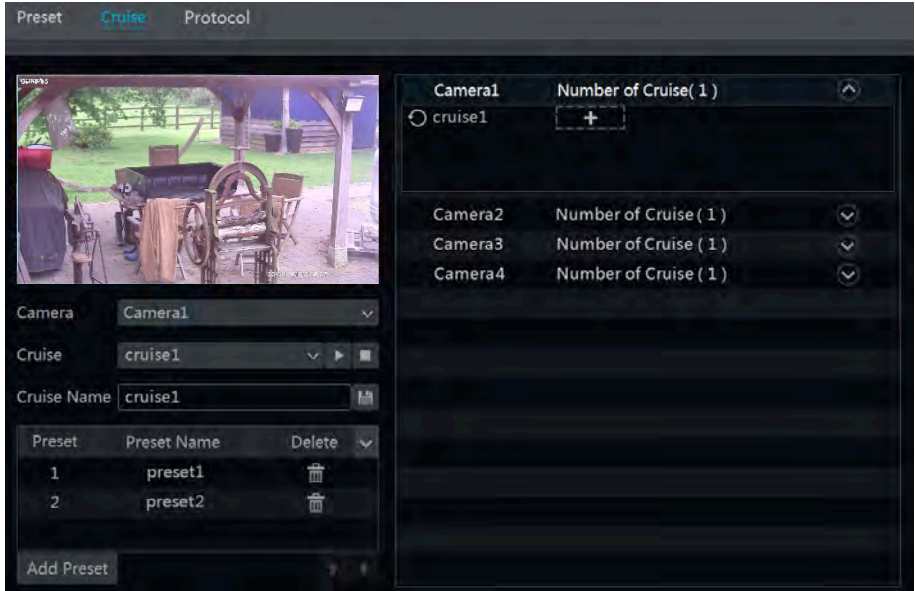 Preset Cruise Protocol
Camera Camera1
Cruise cruise1
Cruise Name cruise1
Preset Preset Name Delete
1 preset1
2 preset2
Add Preset
Camera1 Number of Cruise( 1 )
cruise1 +
Camera2 Number of Cruise ( 1 )
Camera3 Number of Cruise ( 1 )
Camera4 Number of Cruise ( 1 )